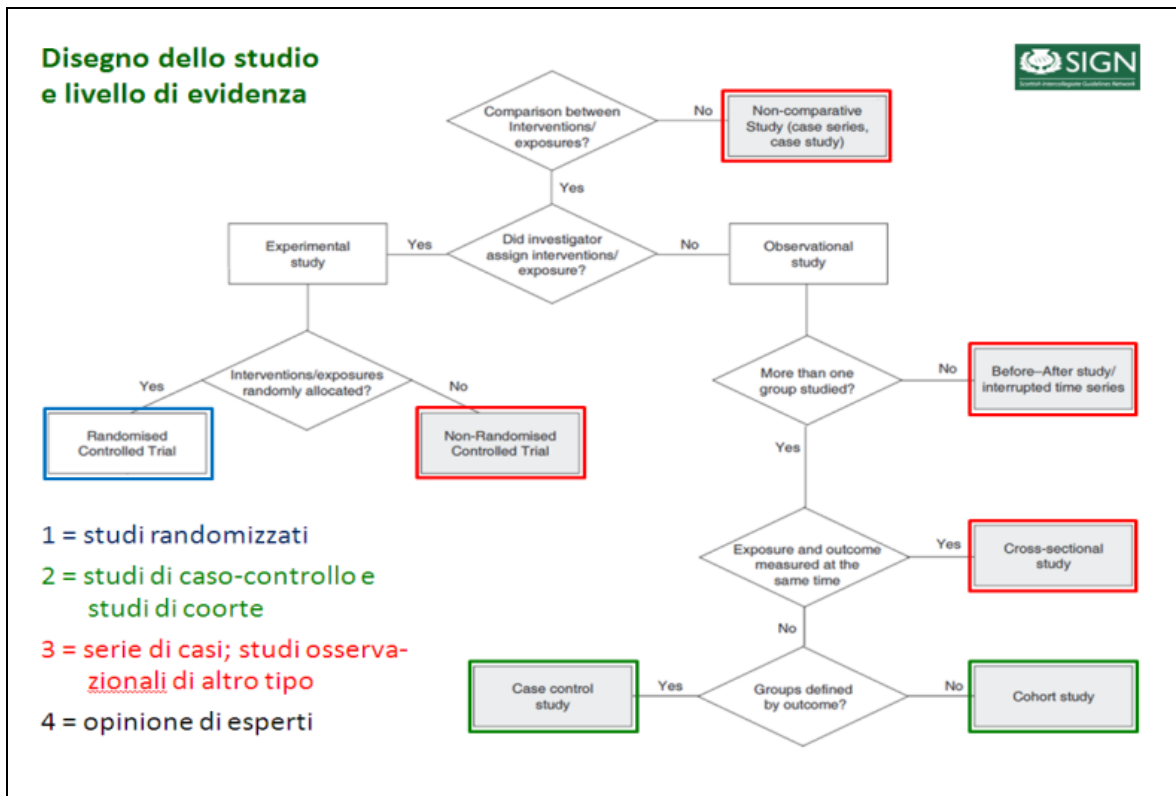 Disegno dello studio
e livello di evidenza
SIGN
Scottish Intercollegiate Guidelines Network
Comparison between
Interventions/
exposures?
No
Non-comparative
Study (case series,
case study)
Yes
Experimental
study
Yes
Did investigator
assign interventions/
exposure?
No
Observational
study
Yes
Interventions/exposures
randomly allocated?
No
More than one
group studied?
No
Before–After study/
interrupted time series
Randomised
Controlled Trial
Non-Randomised
Controlled Trial
Yes
1 = studi randomizzati
2 = studi di caso-controllo e
studi di coorte
3 = serie di casi; studi osserva-
zionali di altro tipo
4 = opinione di esperti
Exposure and outcome
measured at the
same time
Yes
Cross-sectional
study
No
Case control
study
Yes
Groups defined
by outcome?
No
Cohort study